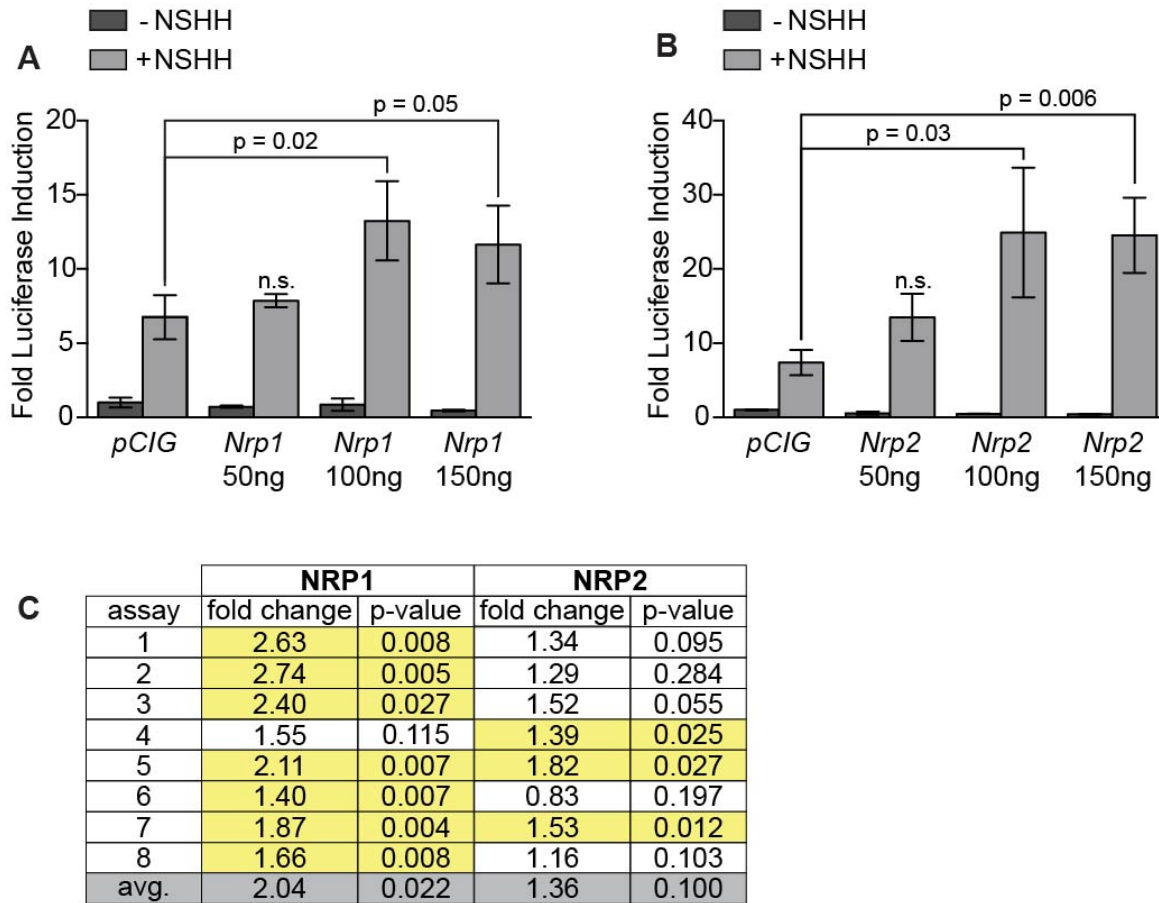 A
- NSHH
+NSHH
p = 0.05
p = 0.02
Fold Luciferase Induction
20
15
10
5
0
n.s.
pCIG Nrp1 Nrp1 Nrp1
50ng 100ng 150ng
B
- NSHH
+NSHH
p = 0.006
p = 0.03
Fold Luciferase Induction
40
30
20
10
0
n.s.
pCIG Nrp2 Nrp2 Nrp2
50ng 100ng 150ng
C
NRP1 NRP2
assay fold change p-value fold change p-value
1 2.63 0.008 1.34 0.095
2 2.74 0.005 1.29 0.284
3 2.40 0.027 1.52 0.055
4 1.55 0.115 1.39 0.025
5 2.11 0.007 1.82 0.027
6 1.40 0.007 0.83 0.197
7 1.87 0.004 1.53 0.012
8 1.66 0.008 1.16 0.103
avg. 2.04 0.022 1.36 0.100